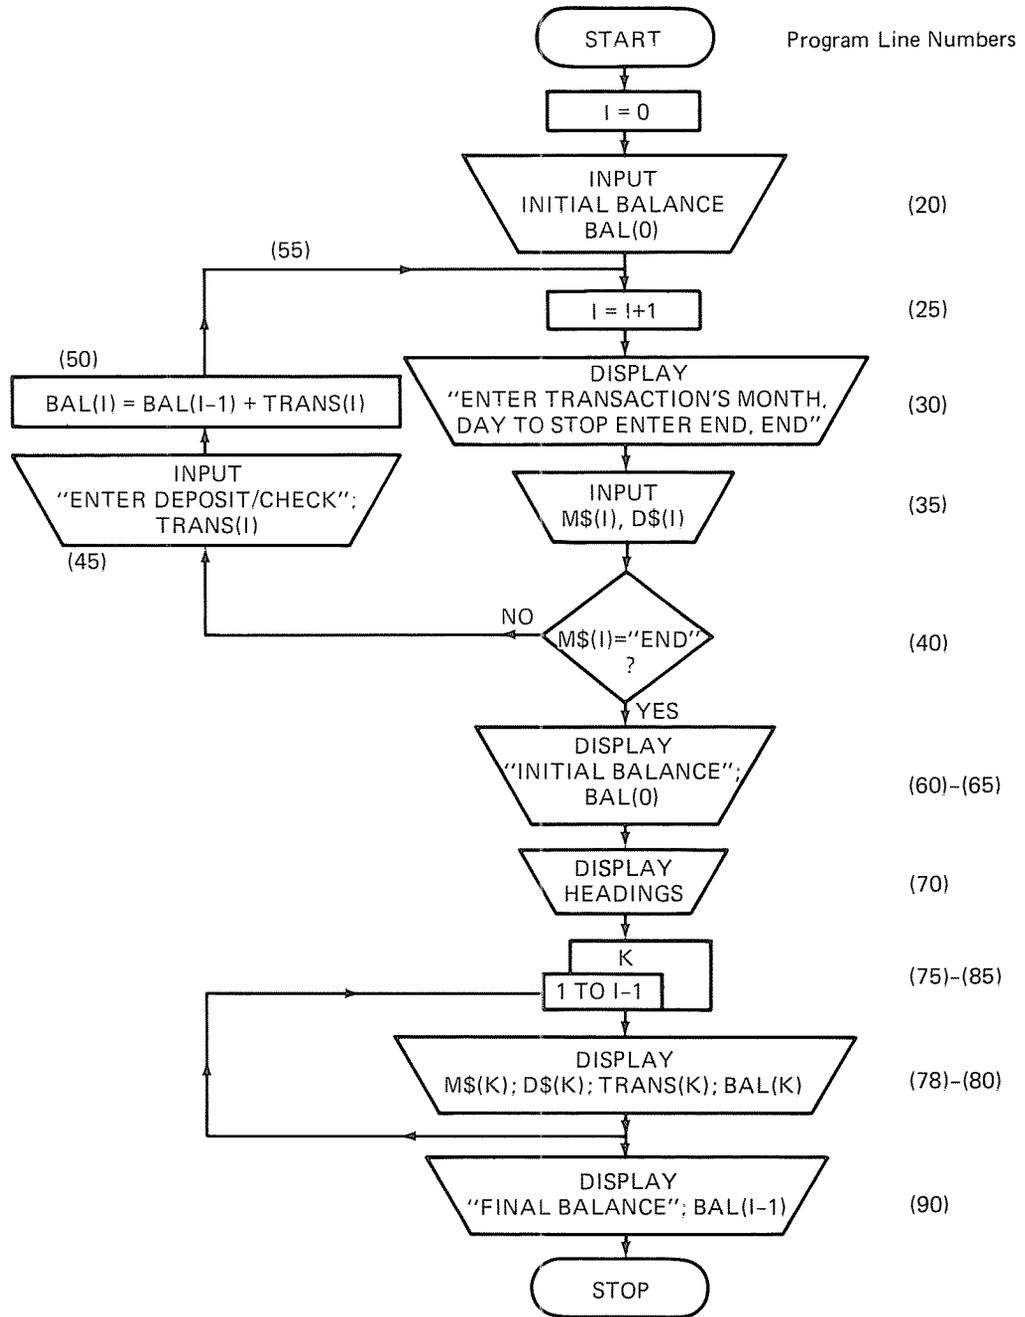 START
Program Line Numbers
I = 0
INPUT
INITIAL BALANCE
BAL(0)
(20)
(55)
I = I+1
(25)
(50)
BAL(I) = BAL(I-1) + TRANS(I)
DISPLAY
"ENTER TRANSACTION'S MONTH,
DAY TO STOP ENTER END, END"
(30)
INPUT
"ENTER DEPOSIT/CHECK";
TRANS(I)
(45)
INPUT
M$(I), D$(I)
(35)
NO
M$(I)="END"
?
(40)
YES
DISPLAY
"INITIAL BALANCE";
BAL(0)
(60)-(65)
DISPLAY
HEADINGS
(70)
K
1 TO I-1
(75)-(85)
DISPLAY
M$(K); D$(K); TRANS(K); BAL(K)
(78)-(80)
DISPLAY
"FINAL BALANCE"; BAL(I-1)
(90)
STOP